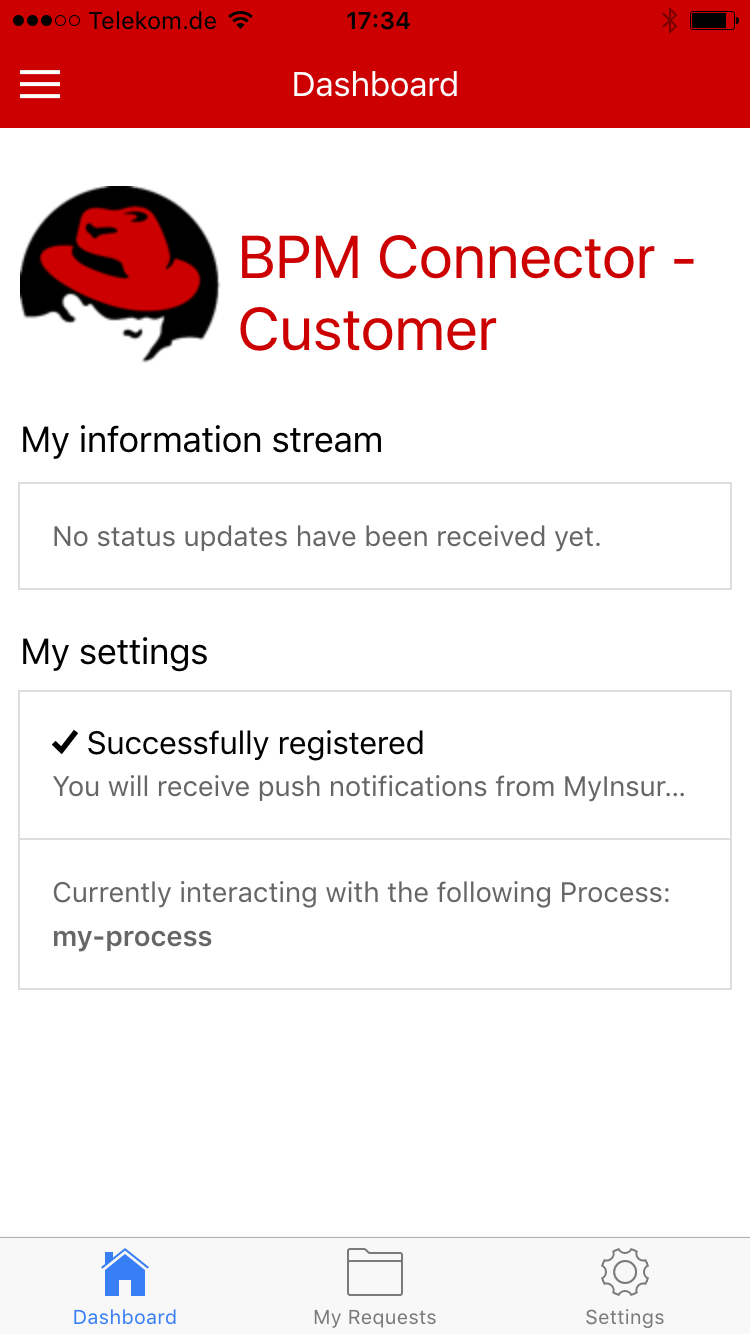 Telekom.de 17:34
Dashboard
BPM Connector -
Customer
My information stream
No status updates have been received yet.
My settings
Successfully registered
You will receive push notifications from MyInsur...
Currently interacting with the following Process:
my-process
Dashboard My Requests Settings